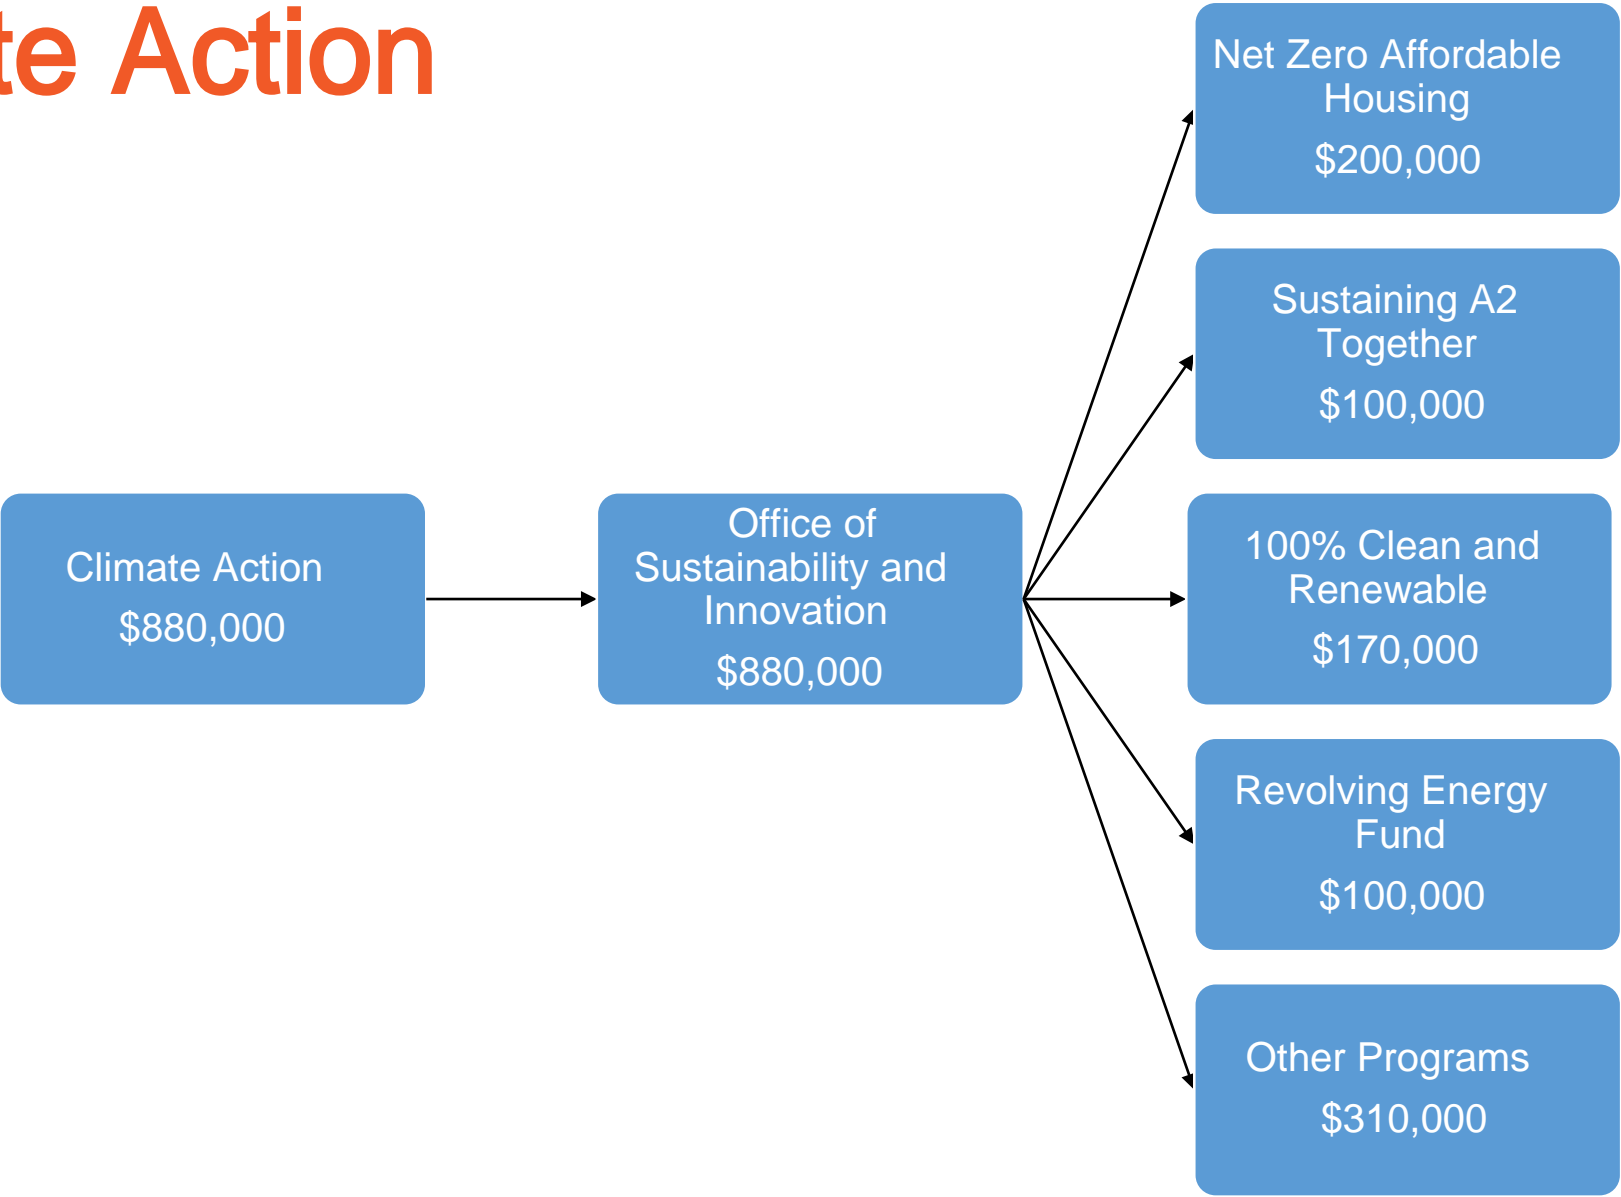 te Action
Climate Action
$880,000
Office of
Sustainability and
Innovation
$880,000
Net Zero Affordable
Housing
$200,000
Sustaining A2
Together
$100,000
100% Clean and
Renewable
$170,000
Revolving Energy
Fund
$100,000
Other Programs
$310,000